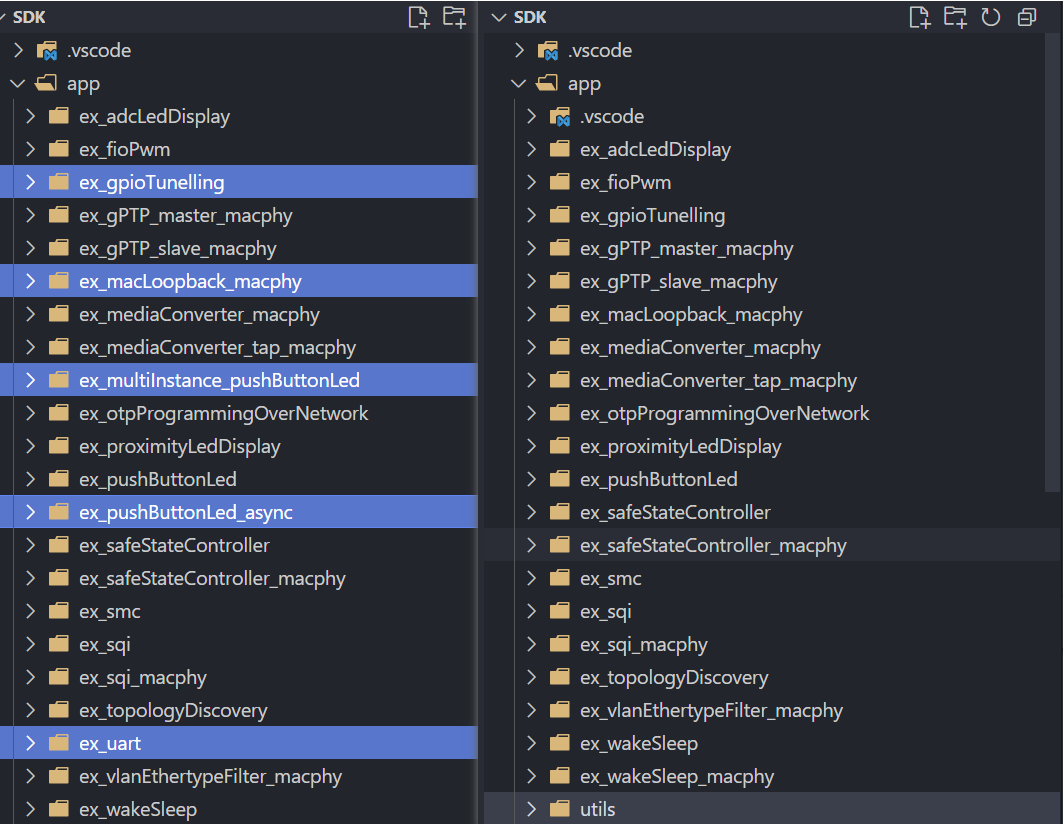 SDK
.vscode
app
ex_adcLedDisplay
ex_fioPwm
ex_gpioTunelling
ex_gPTP_master_macphy
ex_gPTP_slave_macphy
ex_macLoopback_macphy
ex_mediaConverter_macphy
ex_mediaConverter_tap_macphy
ex_multiInstance_pushButtonLed
ex_otpProgrammingOverNetwork
ex_proximityLedDisplay
ex_pushButtonLed
ex_pushButtonLed_async
ex_safeStateController
ex_safeStateController_macphy
ex_smc
ex_sqi
ex_sqi_macphy
ex_topologyDiscovery
ex_uart
ex_vlanEthertypeFilter_macphy
ex_wakeSleep
SDK
.vscode
app
.vscode
ex_adcLedDisplay
ex_fioPwm
ex_gpioTunelling
ex_gPTP_master_macphy
ex_gPTP_slave_macphy
ex_macLoopback_macphy
ex_mediaConverter_macphy
ex_mediaConverter_tap_macphy
ex_otpProgrammingOverNetwork
ex_proximityLedDisplay
ex_pushButtonLed
ex_safeStateController
ex_safeStateController_macphy
ex_smc
ex_sqi
ex_sqi_macphy
ex_topologyDiscovery
ex_vlanEthertypeFilter_macphy
ex_wakeSleep
ex_wakeSleep_macphy
utils